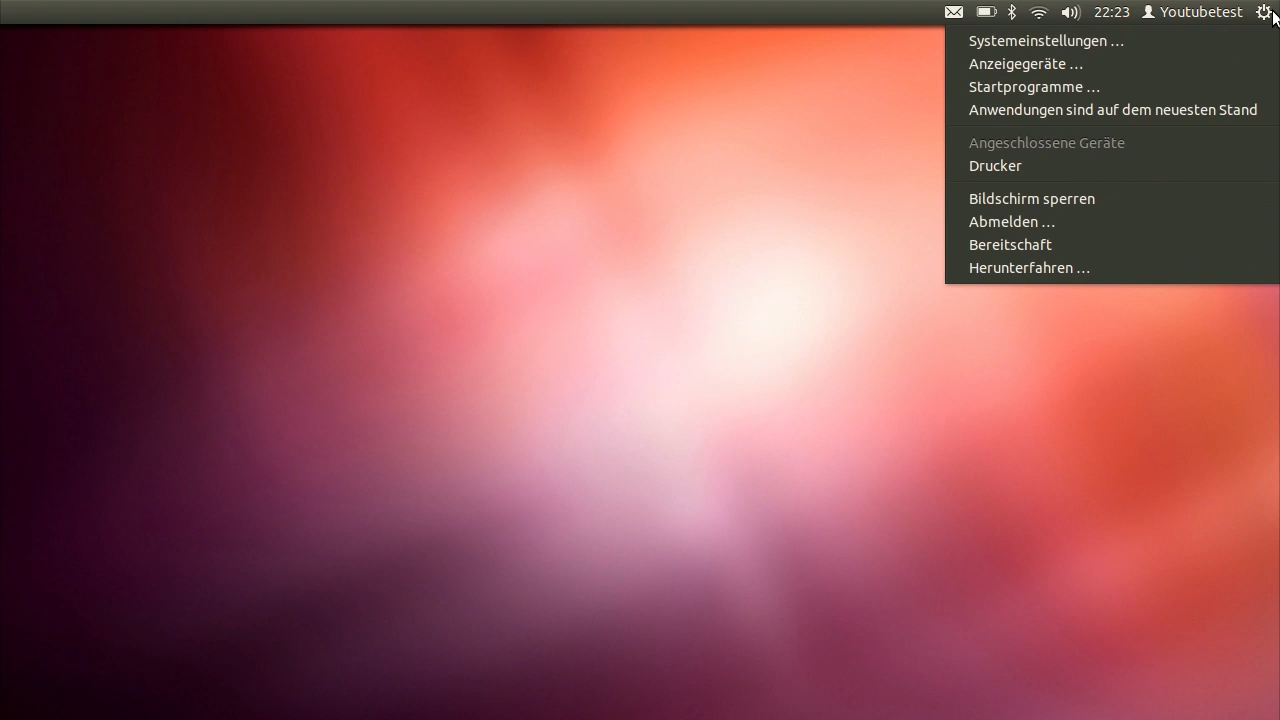 22:23 Youtubetest
Systemeinstellungen …
Anzeigegeräte …
Startprogramme …
Anwendungen sind auf dem neuesten Stand
Angeschlossene Geräte
Drucker
Bildschirm sperren
Abmelden …
Bereitschaft
Herunterfahren …